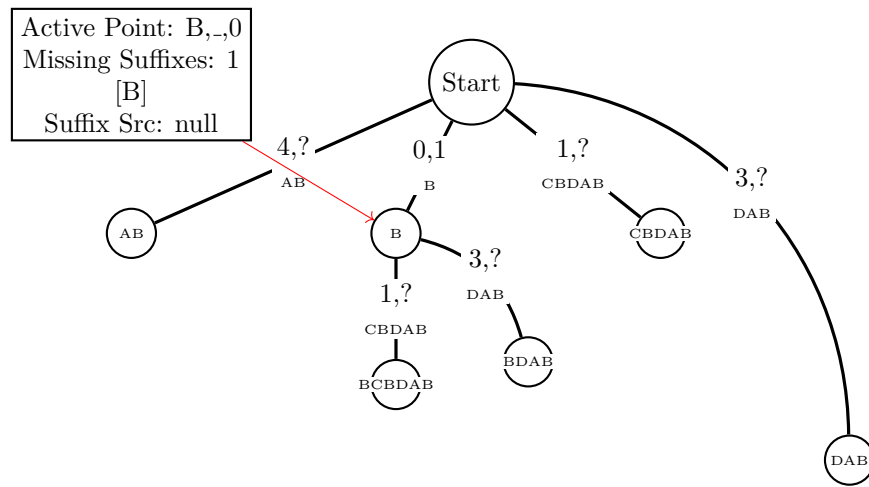 Active Point: B,_,0
Missing Suffixes: 1
[B]
Suffix Src: null
Start
4,?
AB
0,1
B
1,?
CBDAB
3,?
DAB
AB
B
CBDAB
1,?
CBDAB
3,?
DAB
BCBDAB
BDAB
DAB